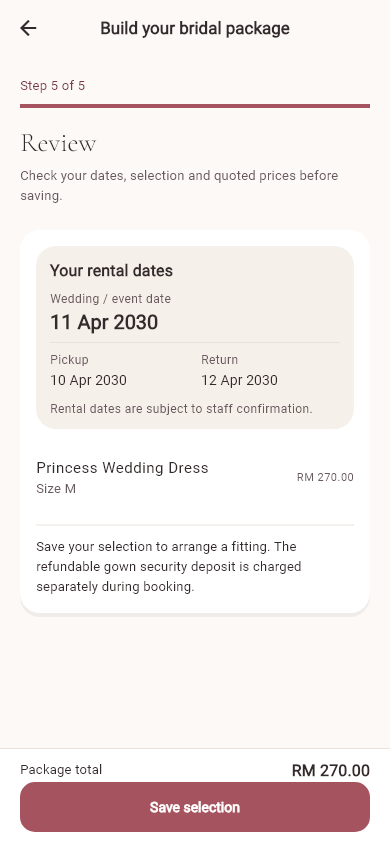 Build your bridal package
Step 5 of 5
Review
Check your dates, selection and quoted prices before
saving.
Your rental dates
Wedding / event date
11 Apr 2030
Pickup
Return
10 Apr 2030
12 Apr 2030
Rental dates are subject to staff confirmation.
Princess Wedding Dress
RM 270.00
Size M
Save your selection to arrange a fitting. The
refundable gown security deposit is charged
separately during booking.
Package total
RM 270.00
Save selection